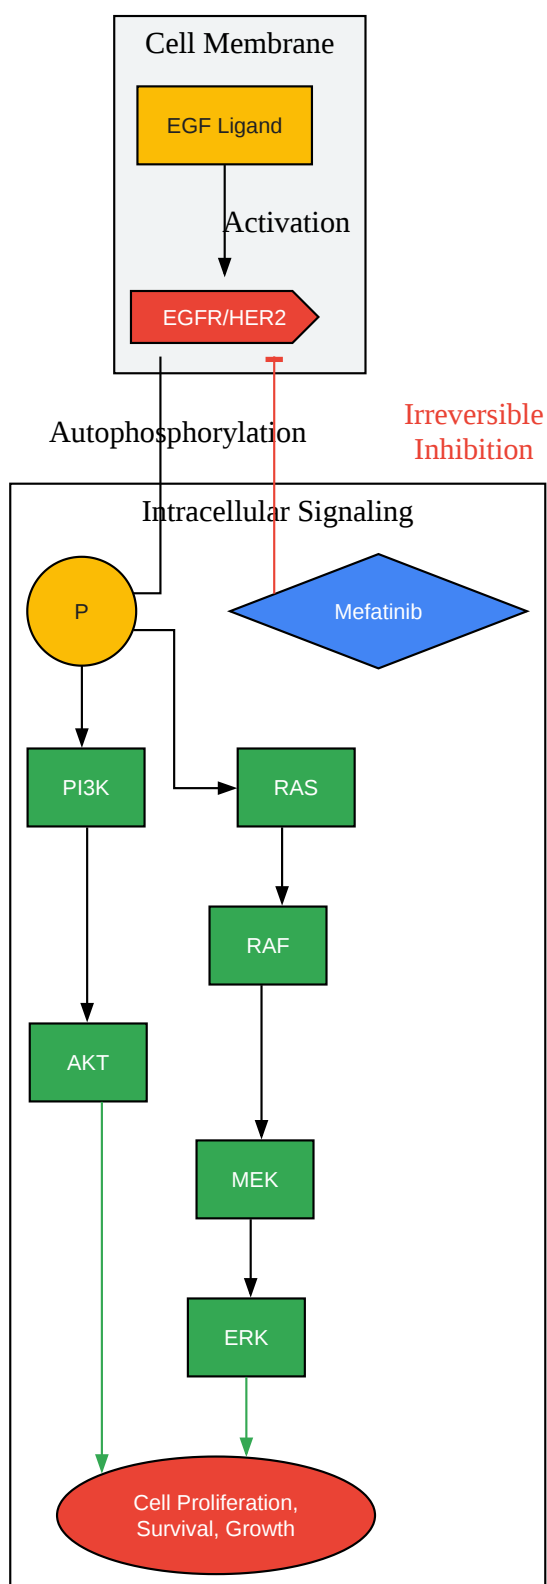 Cell Membrane
EGF Ligand
Activation
EGFR/HER2
Autophosphorylation
Irreversible
Inhibition
Intracellular Signaling
P
Mefatinib
PI3K
RAS
RAF
AKT
MEK
ERK
Cell Proliferation,
Survival, Growth